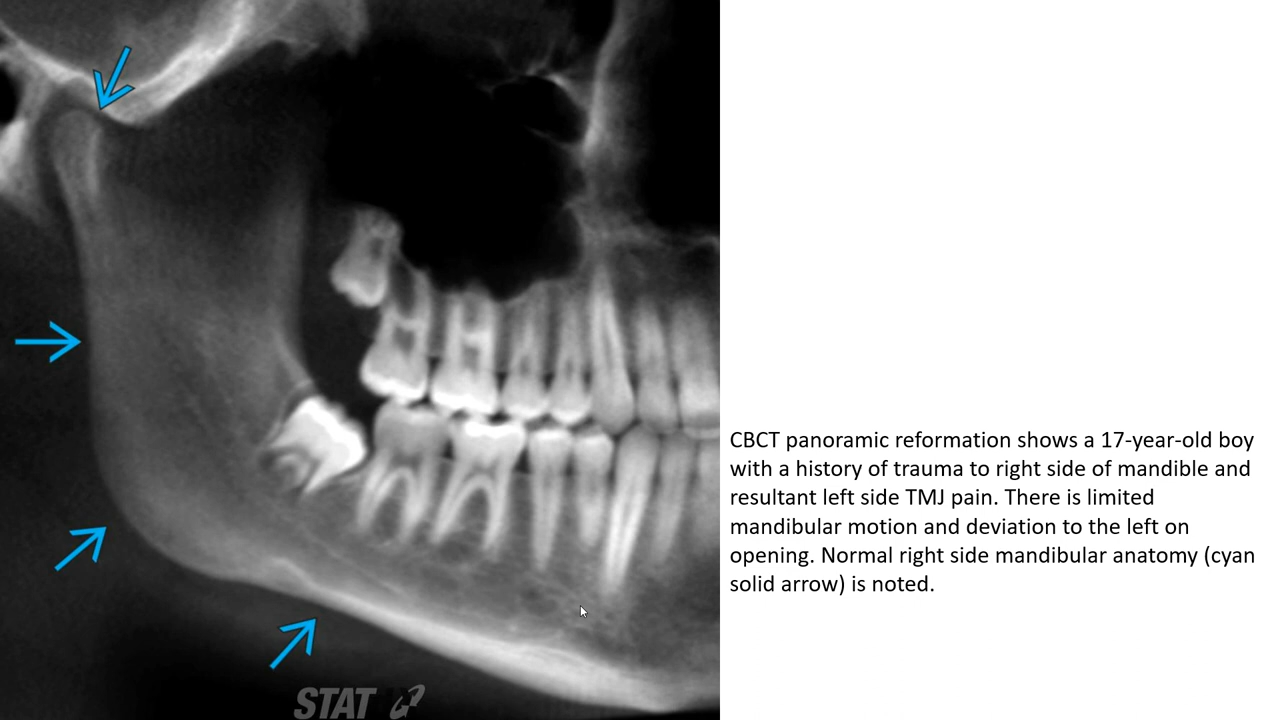 CBCT panoramic reformation shows a 17-year-old boy
with a history of trauma to right side of mandible and
resultant left side TMJ pain. There is limited
mandibular motion and deviation to the left on
opening. Normal right side mandibular anatomy (cyan
solid arrow) is noted.
STAT